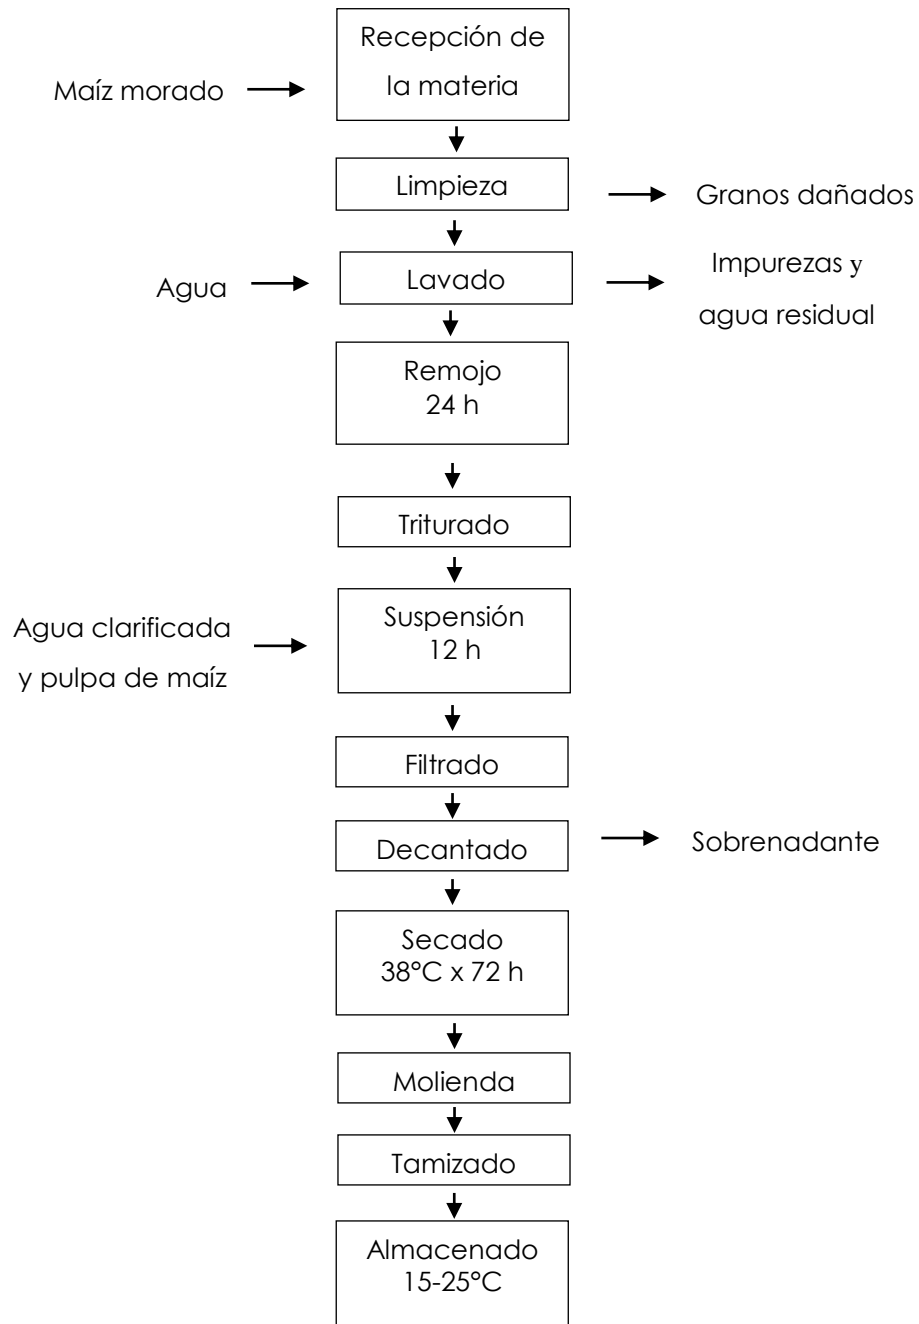 Recepción de
la materia
Maíz morado
Limpieza
Granos dañados
Lavado
Agua
Impurezas y
agua residual
Remojo
24 h
Triturado
Suspensión
12 h
Agua clarificada
y pulpa de maíz
Filtrado
Decantado
Sobrenadante
Secado
38°C x 72 h
Molienda
Tamizado
Almacenado
15-25°C